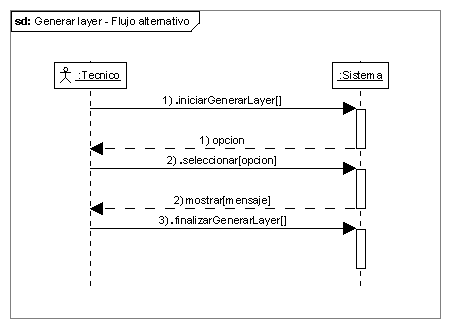 sd: Generar layer - Flujo alternativo
:Tecnico
:Sistema
1) .iniciarGenerarLayer[]
1) opcion
2) .seleccionar[opcion]
2) mostrar[mensaje]
3) .finalizarGenerarLayer[]